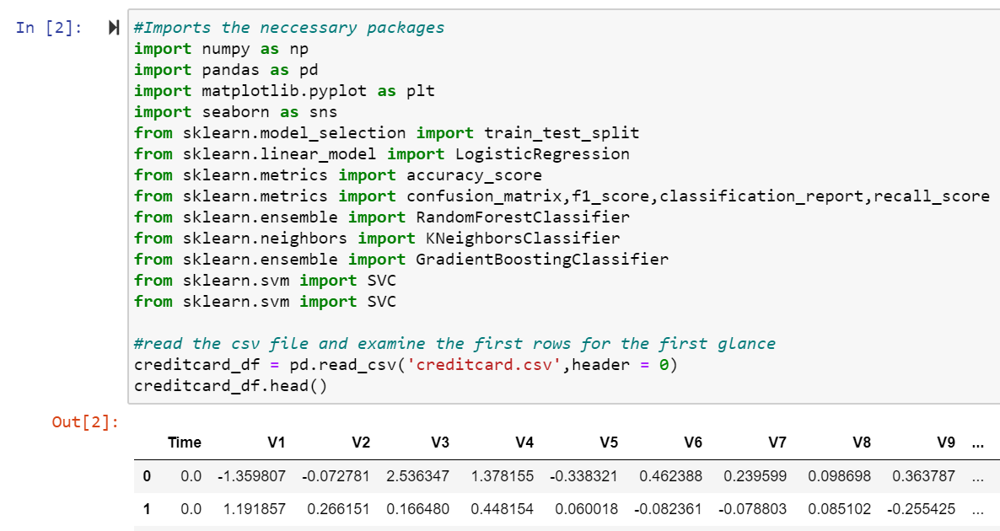 In [2]: #Imports the neccessary packages
import numpy as np
import pandas as pd
import matplotlib.pyplot as plt
import seaborn as sns
from sklearn.model_selection import train_test_split
from sklearn.linear_model import LogisticRegression
from sklearn.metrics import accuracy_score
from sklearn.metrics import confusion_matrix,f1_score,classification_report,recall_score
from sklearn.ensemble import RandomForestClassifier
from sklearn.neighbors import KNeighborsClassifier
from sklearn.ensemble import GradientBoostingClassifier
from sklearn.svm import SVC
from sklearn.svm import SVC
#read the csv file and examine the first rows for the first glance
creditcard_df = pd.read_csv('creditcard.csv',header = 0)
creditcard_df.head()
Out[2]:
Time V1 V2 V3 V4 V5 V6 V7 V8 V9 ...
0 0.0 -1.359807 -0.072781 2.536347 1.378155 -0.338321 0.462388 0.239599 0.098698 0.363787 ...
1 0.0 1.191857 0.266151 0.166480 0.448154 0.060018 -0.082361 -0.078803 0.085102 -0.255425 ...